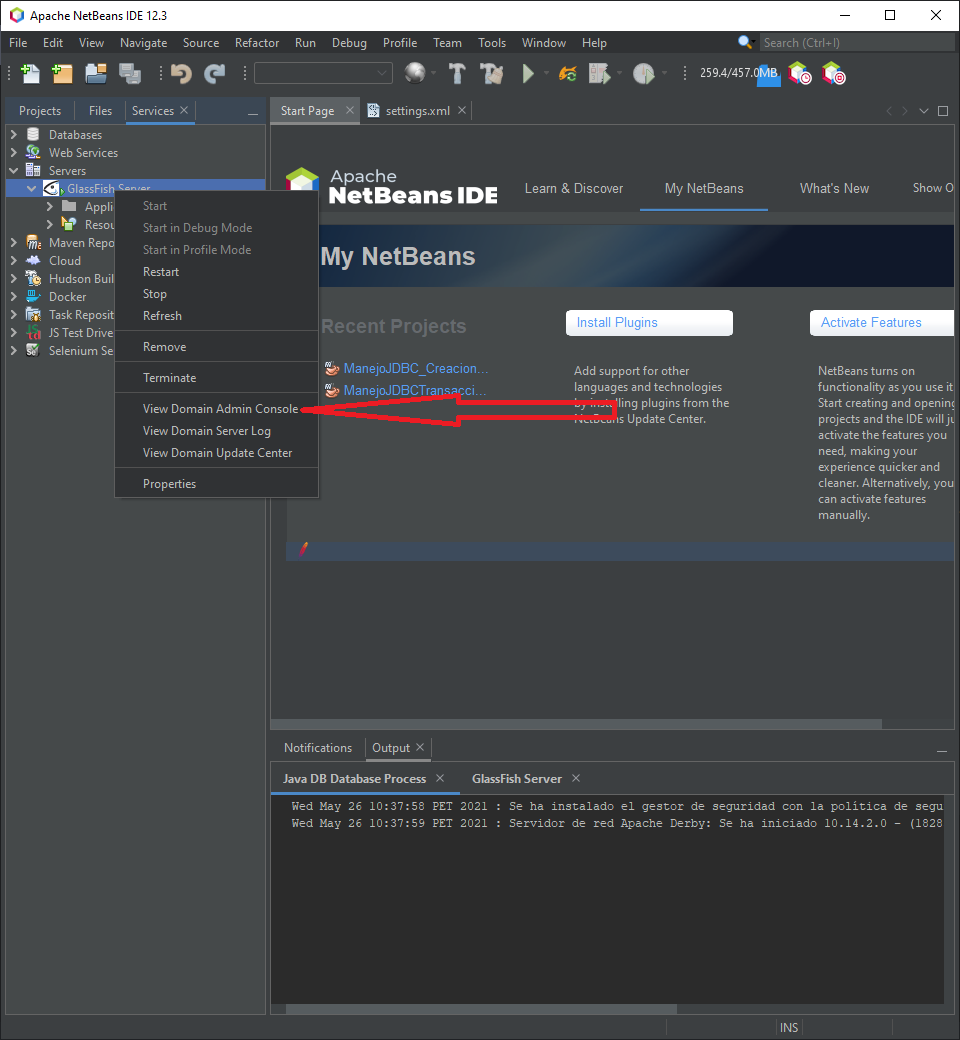 Apache NetBeans IDE 12.3
File Edit View Navigate Source Refactor Run Debug Profile Team Tools Window Help
Search (Ctrl+I)
259.4/457.0MB
Projects Files Services
Start Page settings.xml
Databases
Web Services
Servers
GlassFish Server
Appli
Resou
Maven Repo
Cloud
Hudson Buil
Docker
Task Reposit
JS Test Drive
Selenium Se
Start
Start in Debug Mode
Start in Profile Mode
Restart
Stop
Refresh
Remove
Terminate
View Domain Admin Console
View Domain Server Log
View Domain Update Center
Properties
Apache
NetBeans IDE
Learn & Discover My NetBeans What's New Show O
My NetBeans
Recent Projects
ManejoJDBC_Creacion...
ManejoJDBCTransacci...
Install Plugins
Add support for other
languages and technologies
by installing plugins from the
NetBeans Update Center.
Activate Features
NetBeans turns on
functionality as you use it
Start creating and opening
projects and the IDE will ju
activate the features you
need, making your
experience quicker and
cleaner. Alternatively, you
can activate features
manually.
Notifications Output
Java DB Database Process GlassFish Server
Wed May 26 10:37:58 PET 2021 : Se ha instalado el gestor de seguridad con la política de segu
Wed May 26 10:37:59 PET 2021 : Servidor de red Apache Derby: Se ha iniciado 10.14.2.0 - (1828
INS